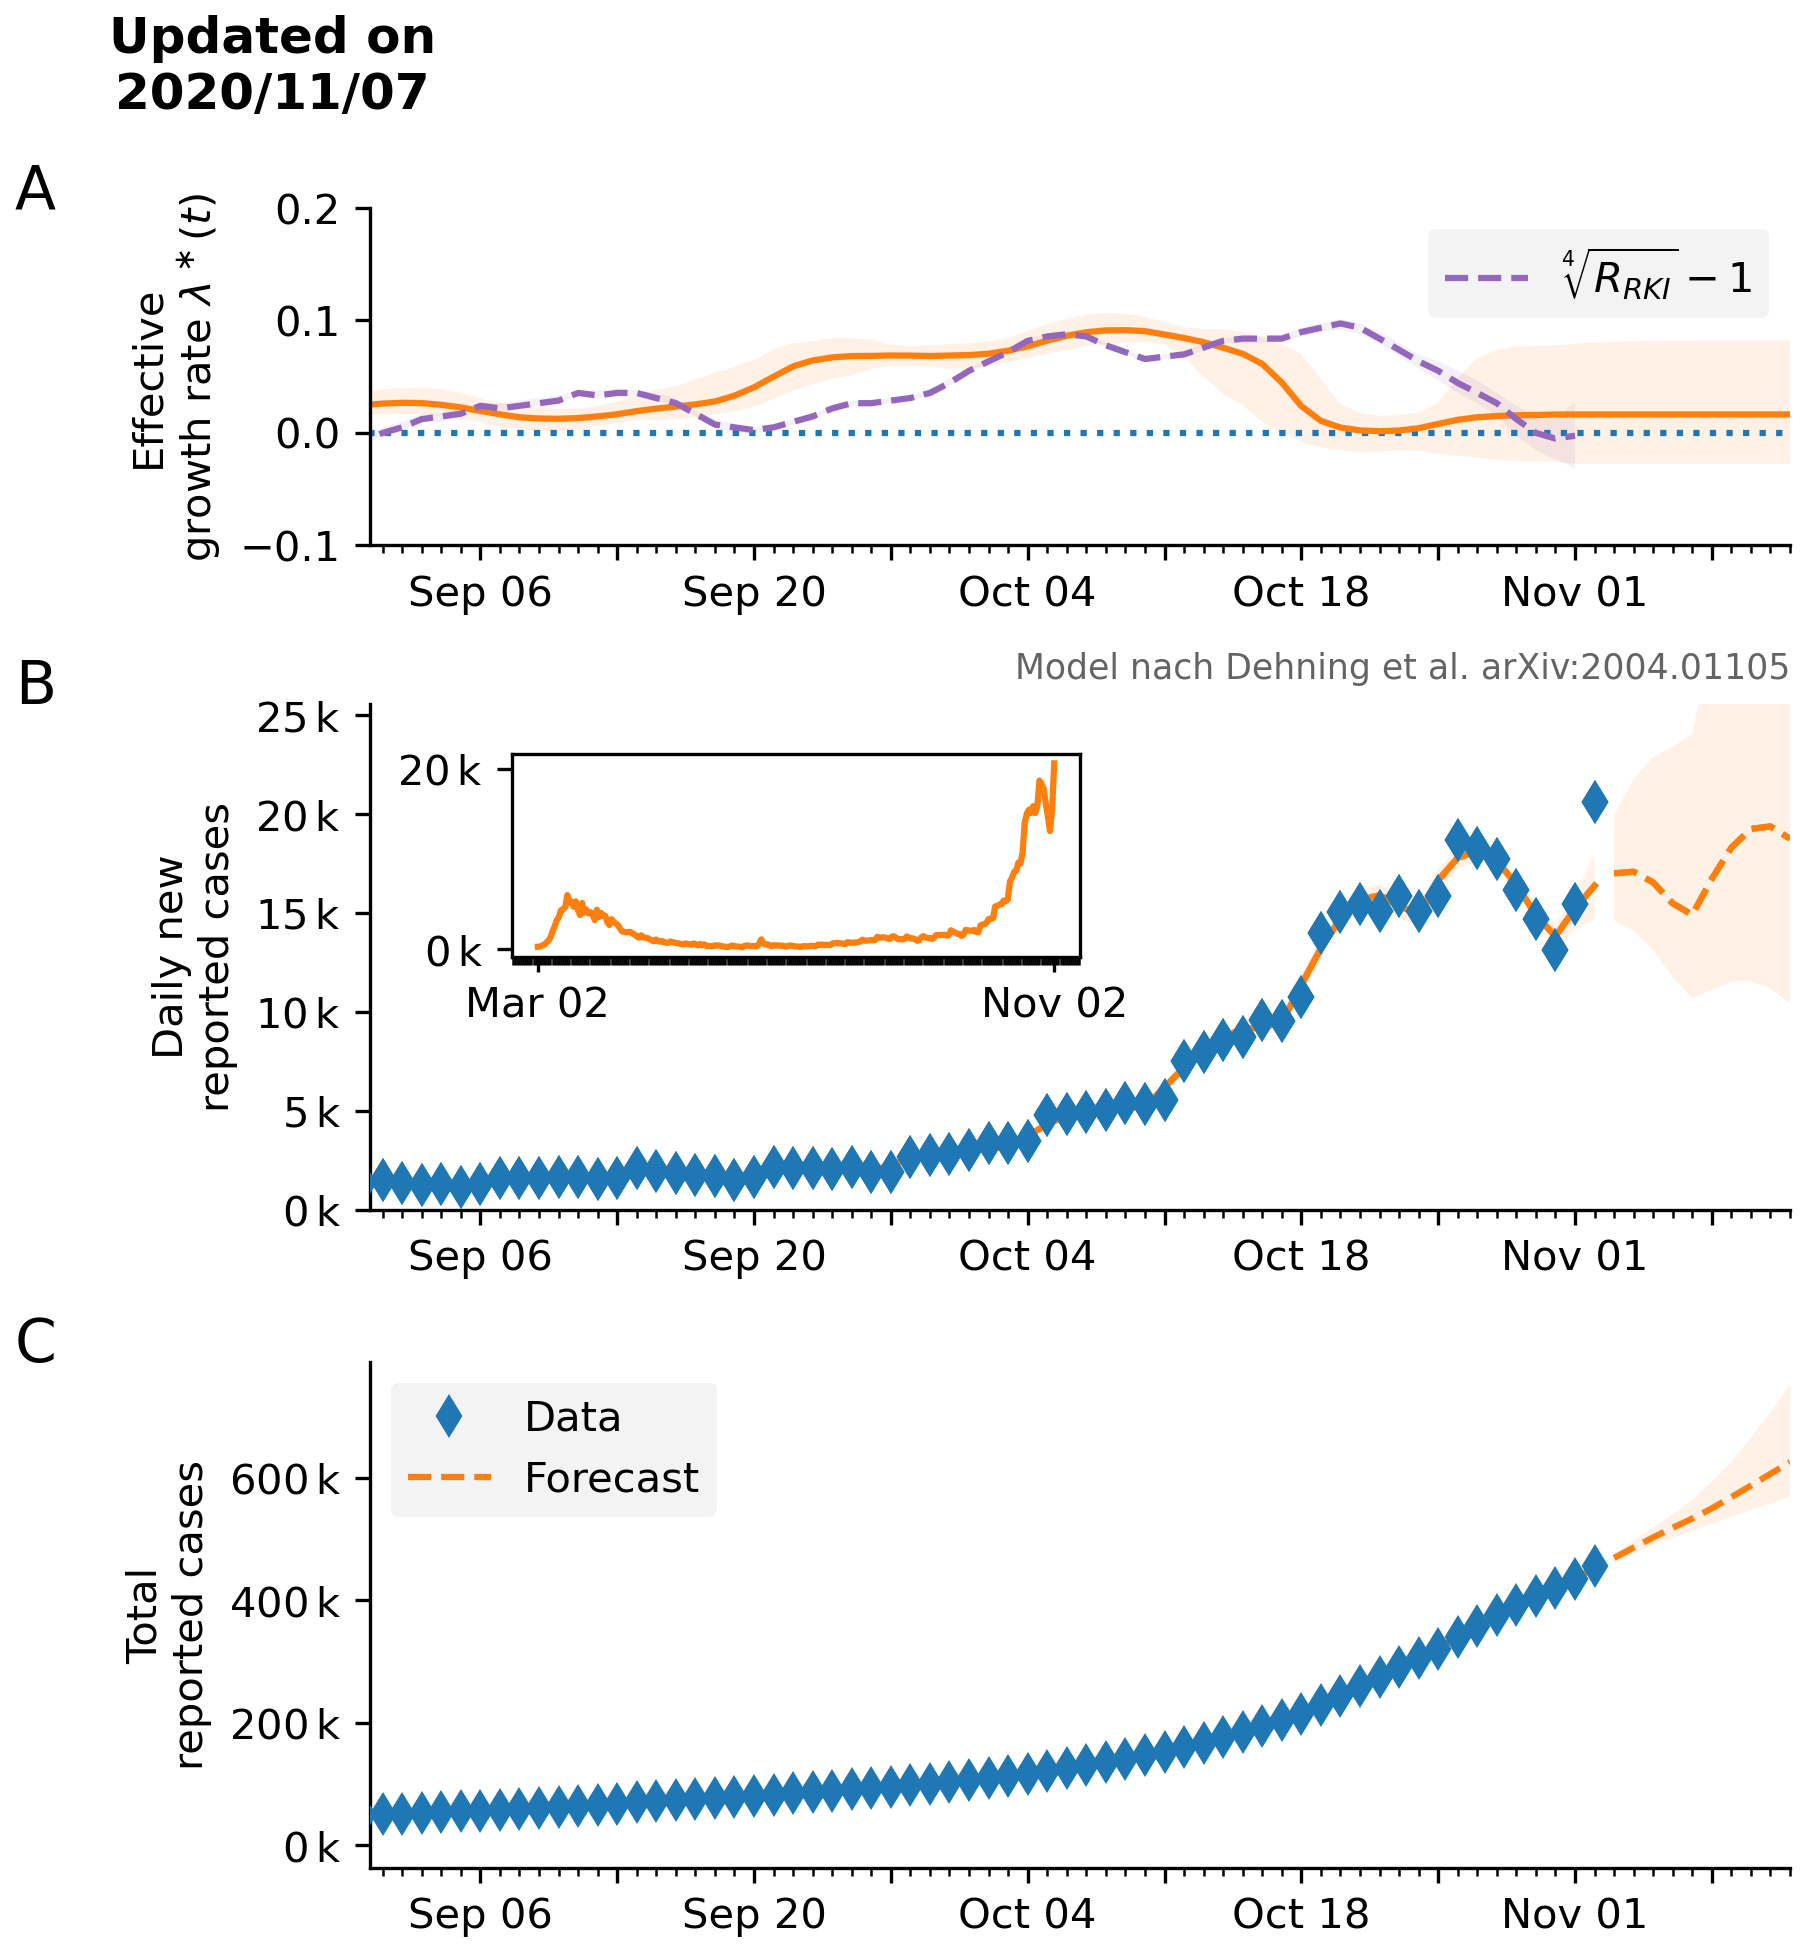 Updated on
2020/11/07
A
Effective
growth rate λ * (t)
0.2
0.1
0.0
−0.1
∜R_RKI − 1
Sep 06 Sep 20 Oct 04 Oct 18 Nov 01
Model nach Dehning et al. arXiv:2004.01105
B
Daily new
reported cases
25 k
20 k
15 k
10 k
5 k
0 k
20 k
0 k
Mar 02 Nov 02
Sep 06 Sep 20 Oct 04 Oct 18 Nov 01
C
Total
reported cases
600 k
400 k
200 k
0 k
Data
Forecast
Sep 06 Sep 20 Oct 04 Oct 18 Nov 01